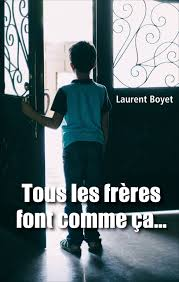 Laurent Boyet
Tous les frères
font comme ça...